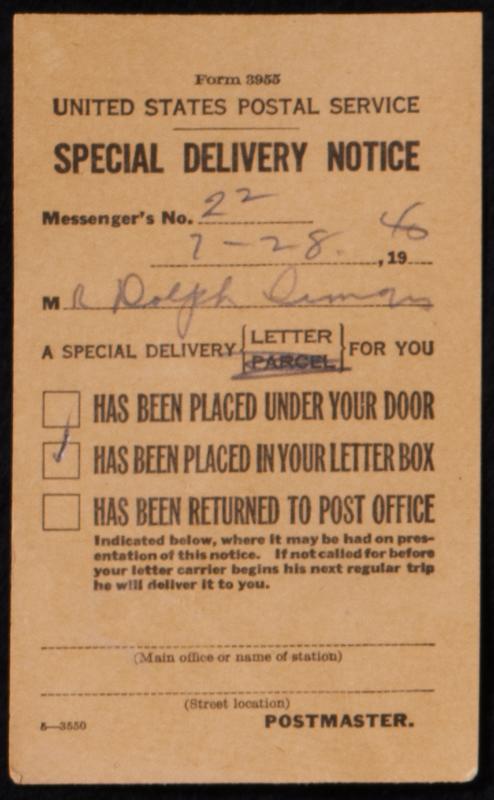 Form 3955
UNITED STATES POSTAL SERVICE
SPECIAL DELIVERY NOTICE
Messenger's No. 22
7-28. , 1946
M R Dolph Simons
A SPECIAL DELIVERY { LETTER
PARCEL } FOR YOU
HAS BEEN PLACED UNDER YOUR DOOR
HAS BEEN PLACED IN YOUR LETTER BOX
HAS BEEN RETURNED TO POST OFFICE
Indicated below, where it may be had on pres-
entation of this notice. If not called for before
your letter carrier begins his next regular trip
he will deliver it to you.
(Main office or name of station)
(Street location)
5—3550 POSTMASTER.